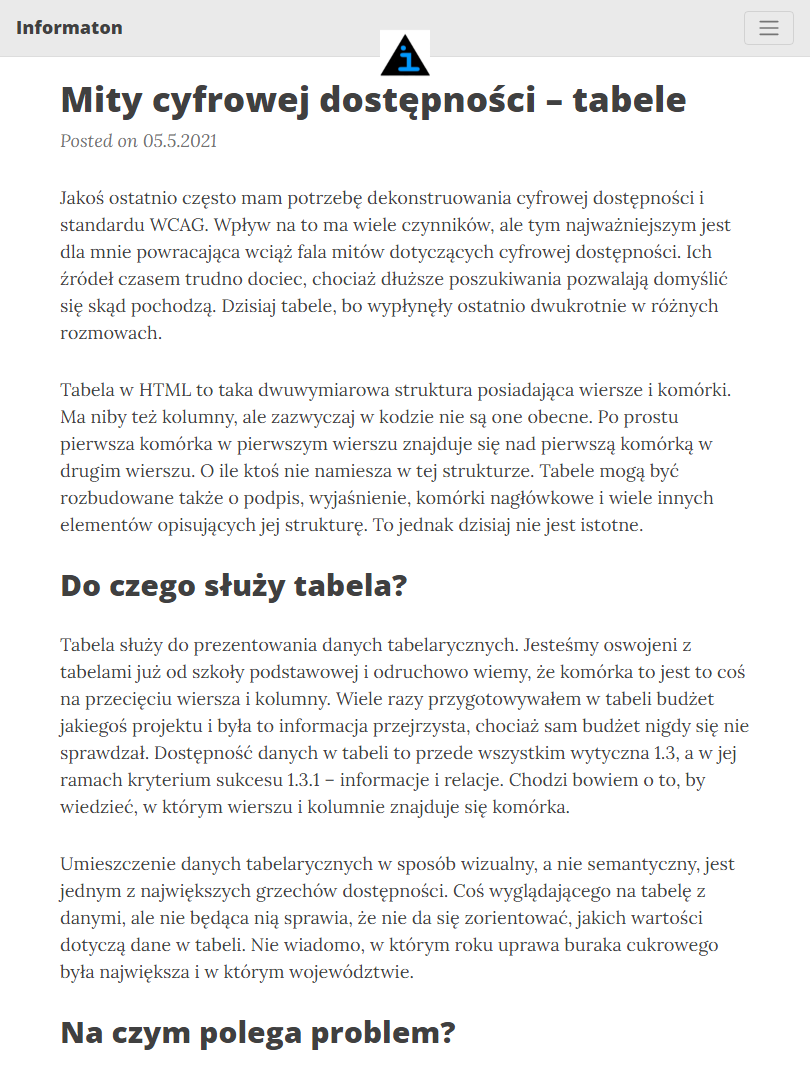 Informaton
i
Mity cyfrowej dostępności – tabele
Posted on 05.5.2021
Jakoś ostatnio często mam potrzebę dekonstruowania cyfrowej dostępności i
standardu WCAG. Wpływ na to ma wiele czynników, ale tym najważniejszym jest
dla mnie powracająca wciąż fala mitów dotyczących cyfrowej dostępności. Ich
źródeł czasem trudno dociec, chociaż dłuższe poszukiwania pozwalają domyślić
się skąd pochodzą. Dzisiaj tabele, bo wypłynęły ostatnio dwukrotnie w różnych
rozmowach.
Tabela w HTML to taka dwuwymiarowa struktura posiadająca wiersze i komórki.
Ma niby też kolumny, ale zazwyczaj w kodzie nie są one obecne. Po prostu
pierwsza komórka w pierwszym wierszu znajduje się nad pierwszą komórką w
drugim wierszu. O ile ktoś nie namiesza w tej strukturze. Tabele mogą być
rozbudowane także o podpis, wyjaśnienie, komórki nagłówkowe i wiele innych
elementów opisujących jej strukturę. To jednak dzisiaj nie jest istotne.
Do czego służy tabela?
Tabela służy do prezentowania danych tabelarycznych. Jesteśmy oswojeni z
tabelami już od szkoły podstawowej i odruchowo wiemy, że komórka to jest to coś
na przecięciu wiersza i kolumny. Wiele razy przygotowywałem w tabeli budżet
jakiegoś projektu i była to informacja przejrzysta, chociaż sam budżet nigdy się nie
sprawdzał. Dostępność danych w tabeli to przede wszystkim wytyczna 1.3, a w jej
ramach kryterium sukcesu 1.3.1 – informacje i relacje. Chodzi bowiem o to, by
wiedzieć, w którym wierszu i kolumnie znajduje się komórka.
Umieszczenie danych tabelarycznych w sposób wizualny, a nie semantyczny, jest
jednym z największych grzechów dostępności. Coś wyglądającego na tabelę z
danymi, ale nie będąca nią sprawia, że nie da się zorientować, jakich wartości
dotyczą dane w tabeli. Nie wiadomo, w którym roku uprawa buraka cukrowego
była największa i w którym województwie.
Na czym polega problem?